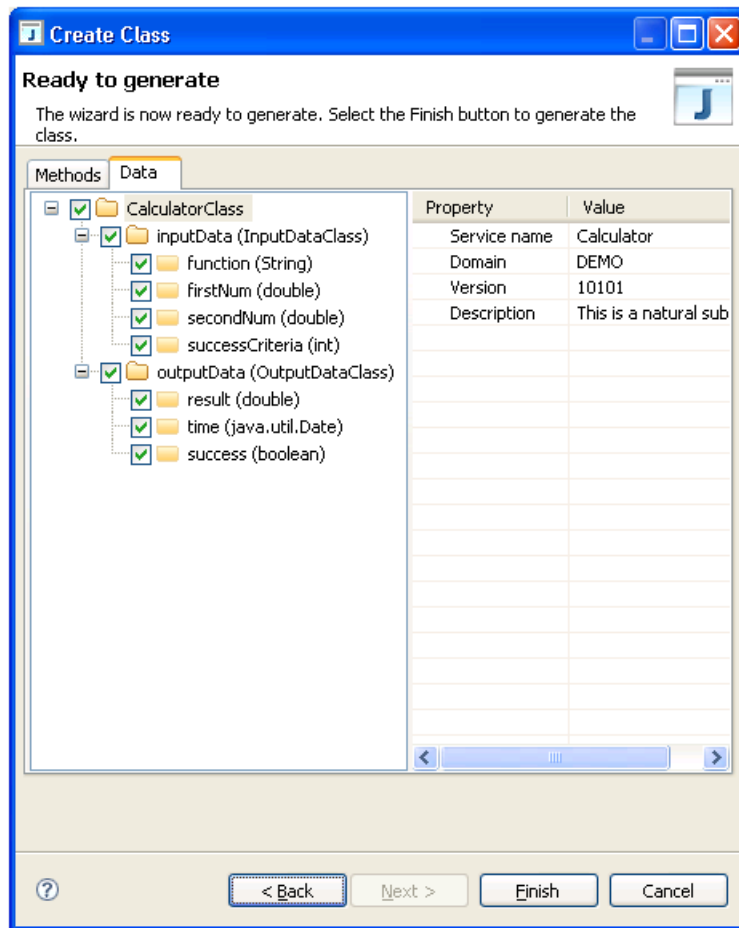 Create Class
Ready to generate
The wizard is now ready to generate. Select the Finish button to generate the
class.
Methods
Data
CalculatorClass
inputData (InputDataClass)
function (String)
firstNum (double)
secondNum (double)
successCriteria (int)
outputData (OutputDataClass)
result (double)
time (java.util.Date)
success (boolean)
Property Value
Service name Calculator
Domain DEMO
Version 10101
Description This is a natural sub
< Back
Next >
Finish
Cancel